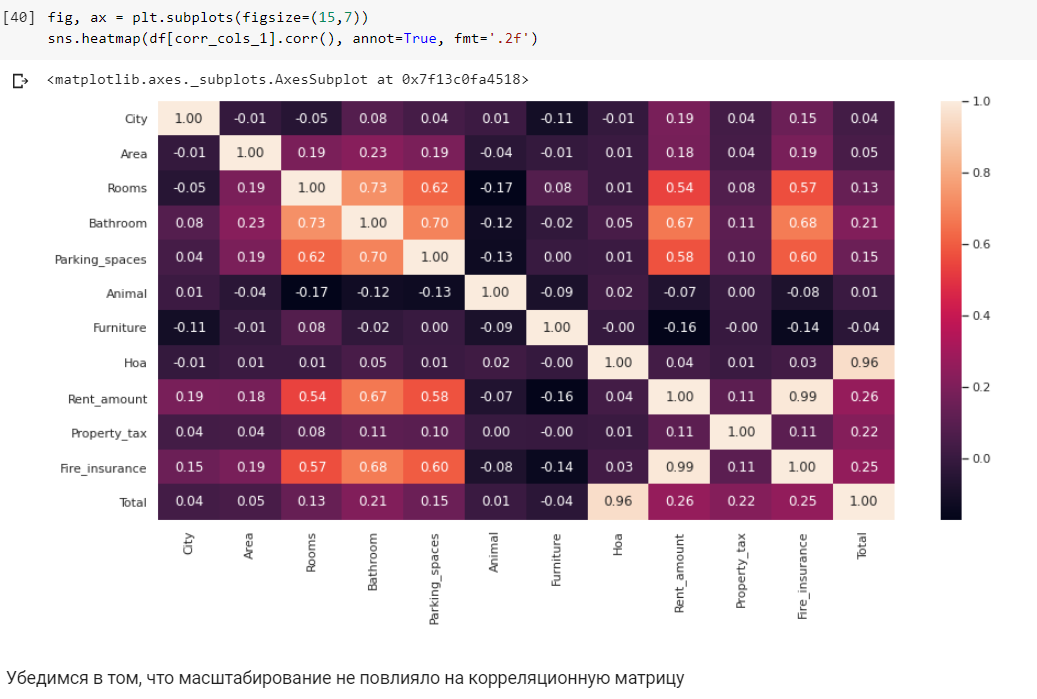 [40] fig, ax = plt.subplots(figsize=(15,7))
sns.heatmap(df[corr_cols_1].corr(), annot=True, fmt='.2f')
<matplotlib.axes._subplots.AxesSubplot at 0x7f13c0fa4518>
City 1.00 -0.01 -0.05 0.08 0.04 0.01 -0.11 -0.01 0.19 0.04 0.15 0.04
Area -0.01 1.00 0.19 0.23 0.19 -0.04 -0.01 0.01 0.18 0.04 0.19 0.05
Rooms -0.05 0.19 1.00 0.73 0.62 -0.17 0.08 0.01 0.54 0.08 0.57 0.13
Bathroom 0.08 0.23 0.73 1.00 0.70 -0.12 -0.02 0.05 0.67 0.11 0.68 0.21
Parking_spaces 0.04 0.19 0.62 0.70 1.00 -0.13 0.00 0.01 0.58 0.10 0.60 0.15
Animal 0.01 -0.04 -0.17 -0.12 -0.13 1.00 -0.09 0.02 -0.07 0.00 -0.08 0.01
Furniture -0.11 -0.01 0.08 -0.02 0.00 -0.09 1.00 -0.00 -0.16 -0.00 -0.14 -0.04
Hoa -0.01 0.01 0.01 0.05 0.01 0.02 -0.00 1.00 0.04 0.01 0.03 0.96
Rent_amount 0.19 0.18 0.54 0.67 0.58 -0.07 -0.16 0.04 1.00 0.11 0.99 0.26
Property_tax 0.04 0.04 0.08 0.11 0.10 0.00 -0.00 0.01 0.11 1.00 0.11 0.22
Fire_insurance 0.15 0.19 0.57 0.68 0.60 -0.08 -0.14 0.03 0.99 0.11 1.00 0.25
Total 0.04 0.05 0.13 0.21 0.15 0.01 -0.04 0.96 0.26 0.22 0.25 1.00
City Area Rooms Bathroom Parking_spaces Animal Furniture Hoa Rent_amount Property_tax Fire_insurance Total
1.0
0.8
0.6
0.4
0.2
0.0
Убедимся в том, что масштабирование не повлияло на корреляционную матрицу